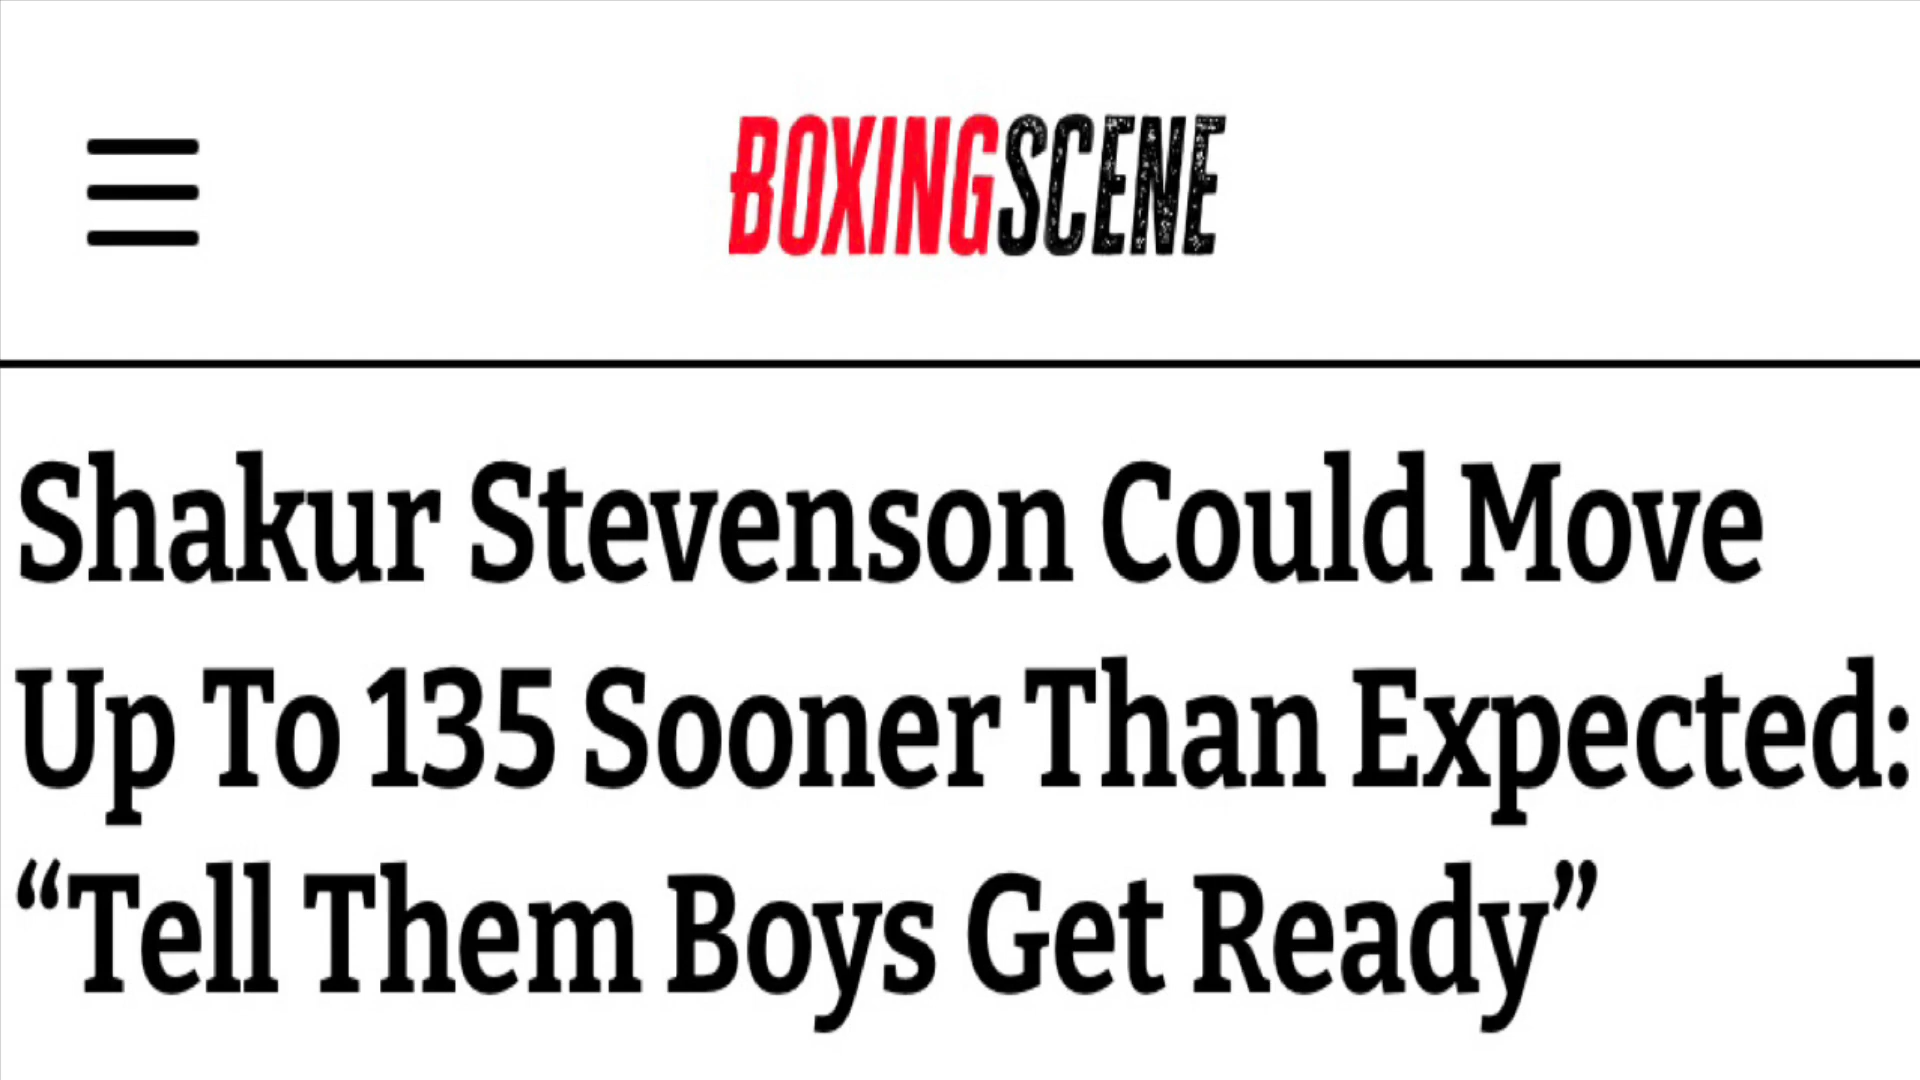 BOXINGSCENE
Shakur Stevenson Could Move
Up To 135 Sooner Than Expected:
“Tell Them Boys Get Ready”